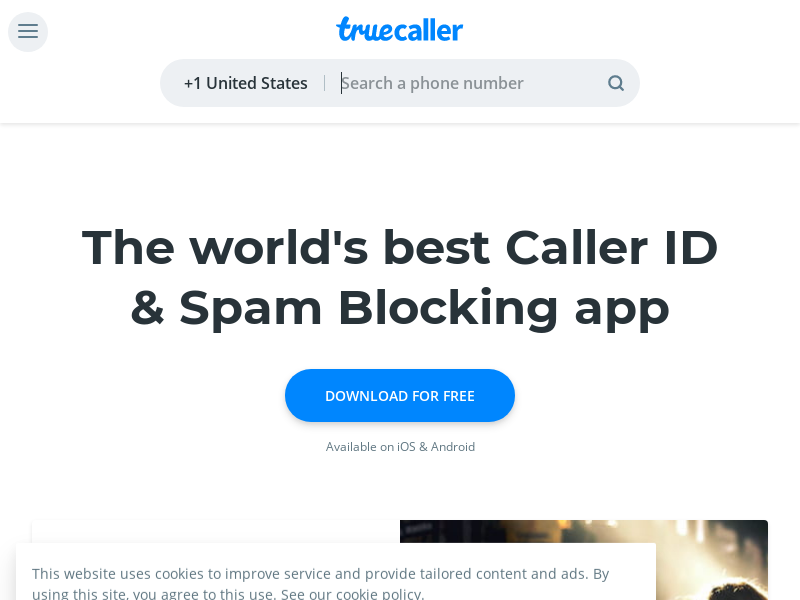 truecaller
+1 United States
Search a phone number
The world's best Caller ID
& Spam Blocking app
DOWNLOAD FOR FREE
Available on iOS & Android
This website uses cookies to improve service and provide tailored content and ads. By
using this site, you agree to this use. See our cookie policy.